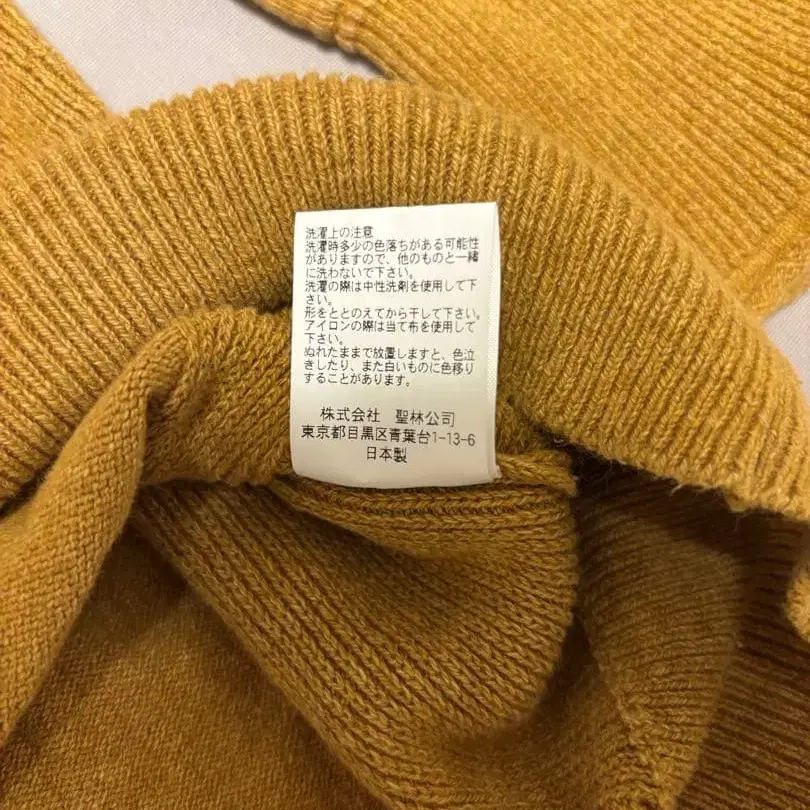 洗濯上の注意
洗濯時多少の色落ちがある可能性
がありますので、他のものと一緒
に洗わないで下さい。
洗濯の際は中性洗剤を使用して下
さい。
形をととのえてから干して下さい。
アイロンの際は当て布を使用して
下さい。
ぬれたままで放置しますと、色泣
きしたり、また白いものに色移り
することがあります。
株式会社 聖林公司
東京都目黒区青葉台1-13-6
日本製